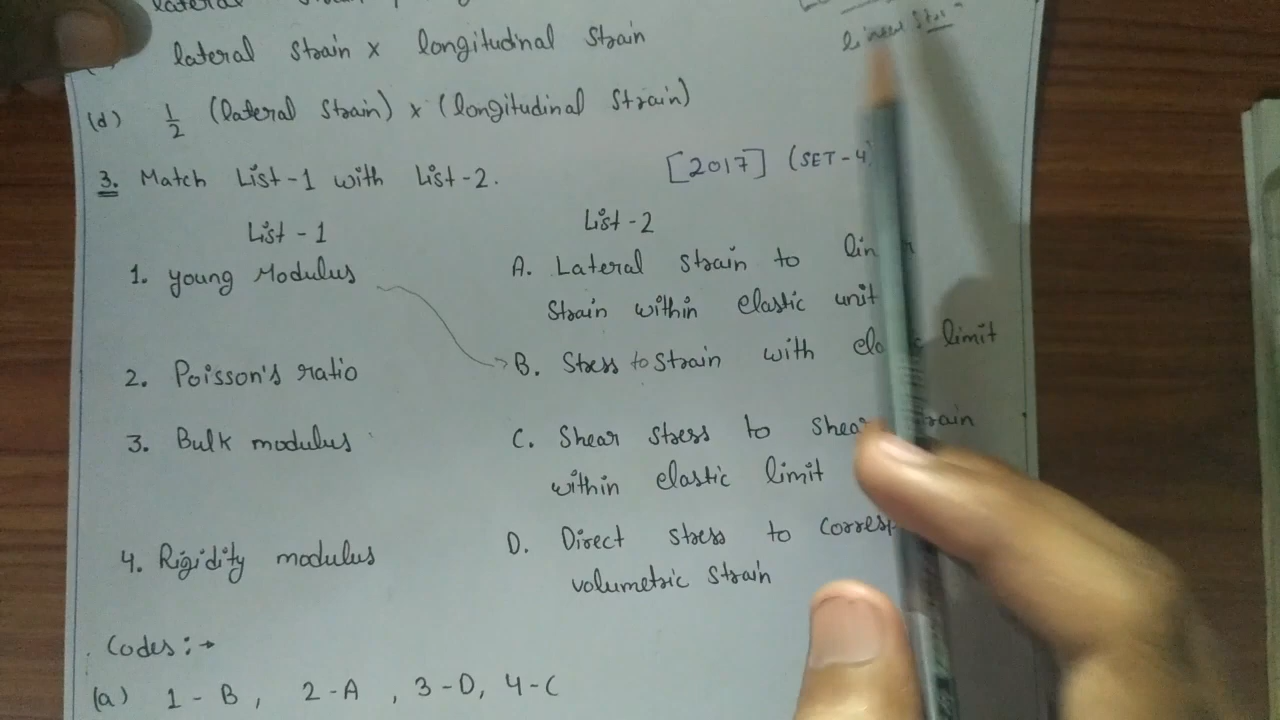 lateral strain x longitudinal strain
linear
(d) 1/2 (lateral strain) x (longitudinal strain)
3. Match List-1 with List-2. [2017] (SET-4)
List - 1 List - 2
1. Young Modulus A. Lateral strain to
strain within elastic unit
2. Poisson's ratio B. Stress to strain with limit
3. Bulk modulus C. Shear stress to
within elastic limit
4. Rigidity modulus D. Direct stress to
volumetric strain
Codes :→
(a) 1 - B, 2 - A, 3 - D, 4 - C